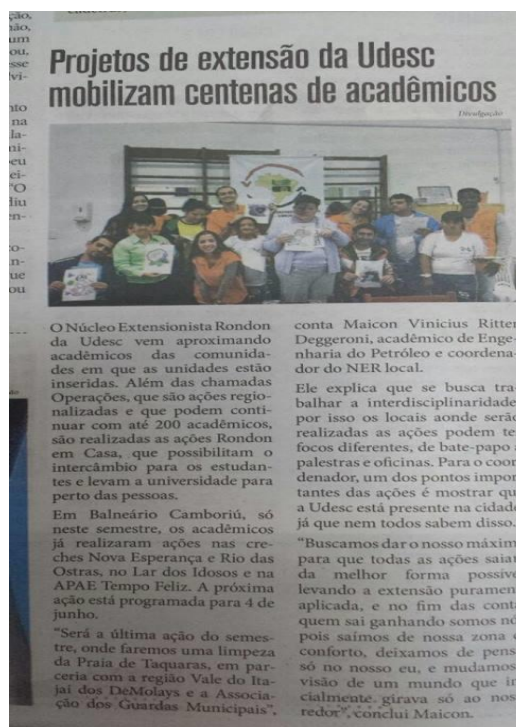 Projetos de extensão da Udesc
mobilizam centenas de acadêmicos
Divulgação
O Núcleo Extensionista Rondon
da Udesc vem aproximando
acadêmicos das comunida-
des em que as unidades estão
inseridas. Além das chamadas
Operações, que são ações regio-
nalizadas e que podem conti-
nuar com até 200 acadêmicos,
são realizadas as ações Rondon
em Casa, que possibilitam o
intercâmbio para os estudan-
tes e levam a universidade para
perto das pessoas.
Em Balneário Camboriú, só
neste semestre, os acadêmicos
já realizaram ações nas cre-
ches Nova Esperança e Rio das
Ostras, no Lar dos Idosos e na
APAE Tempo Feliz. A próxima
ação está programada para 4 de
junho.
"Será a última ação do semes-
tre, onde faremos uma limpeza
da Praia de Taquaras, em par-
ceria com a região Vale do Ita-
jaí dos DeMolays e a Associa-
ção dos Guardas Municipais",
conta Maicon Vinicius Ritter
Deggeroni, acadêmico de Enge-
nharia do Petróleo e coordena-
dor do NER local.
Ele explica que se busca tra-
balhar a interdisciplinaridade
por isso os locais aonde serão
realizadas as ações podem te
focos diferentes, de bate-papo a
palestras e oficinas. Para o coor
denador, um dos pontos impor
tantes das ações é mostrar qu
a Udesc está presente na cidade
já que nem todos sabem disso.
"Buscamos dar o nosso máxim
para que todas as ações saiam
da melhor forma possíve
levando a extensão puramen
aplicada, e no fim das cont
quem sai ganhando somos nó
pois saímos de nossa zona
conforto, deixamos de pens
só no nosso eu, e mudamos
visão de um mundo que in
cialmente girava só ao nos
redor", conclui Maicon.